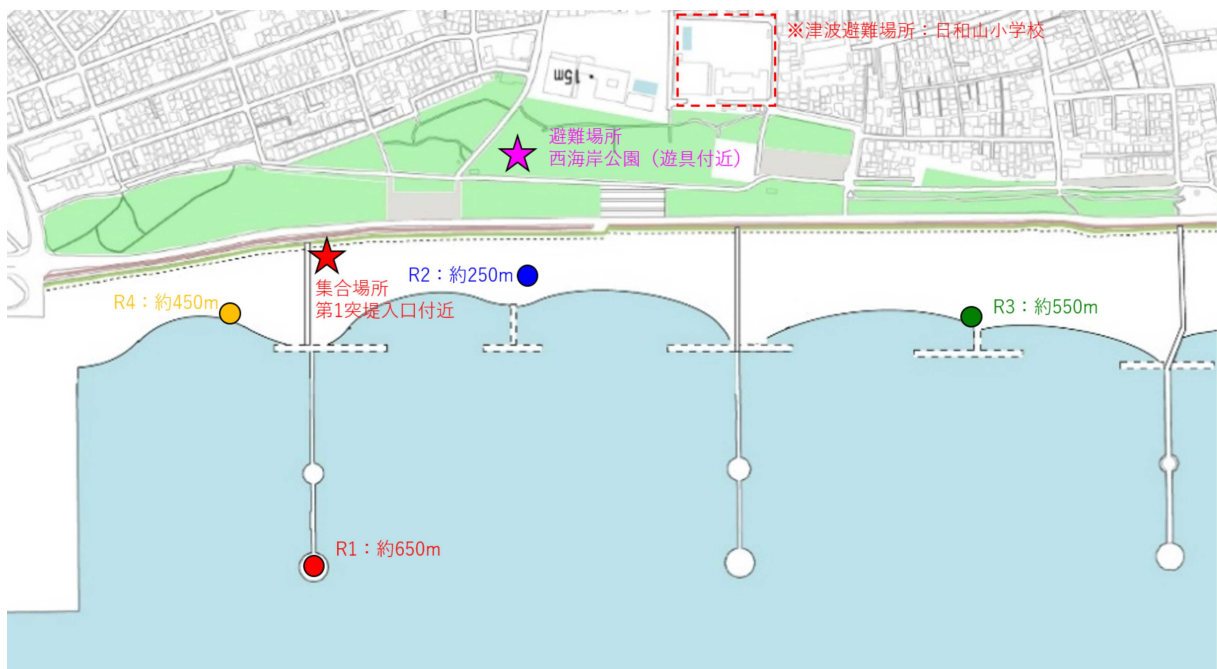 ※津波避難場所：日和山小学校
15m
避難場所
西海岸公園（遊具付近）
R2：約250m
集合場所
第1突堤入口付近
R4：約450m
R3：約550m
R1：約650m